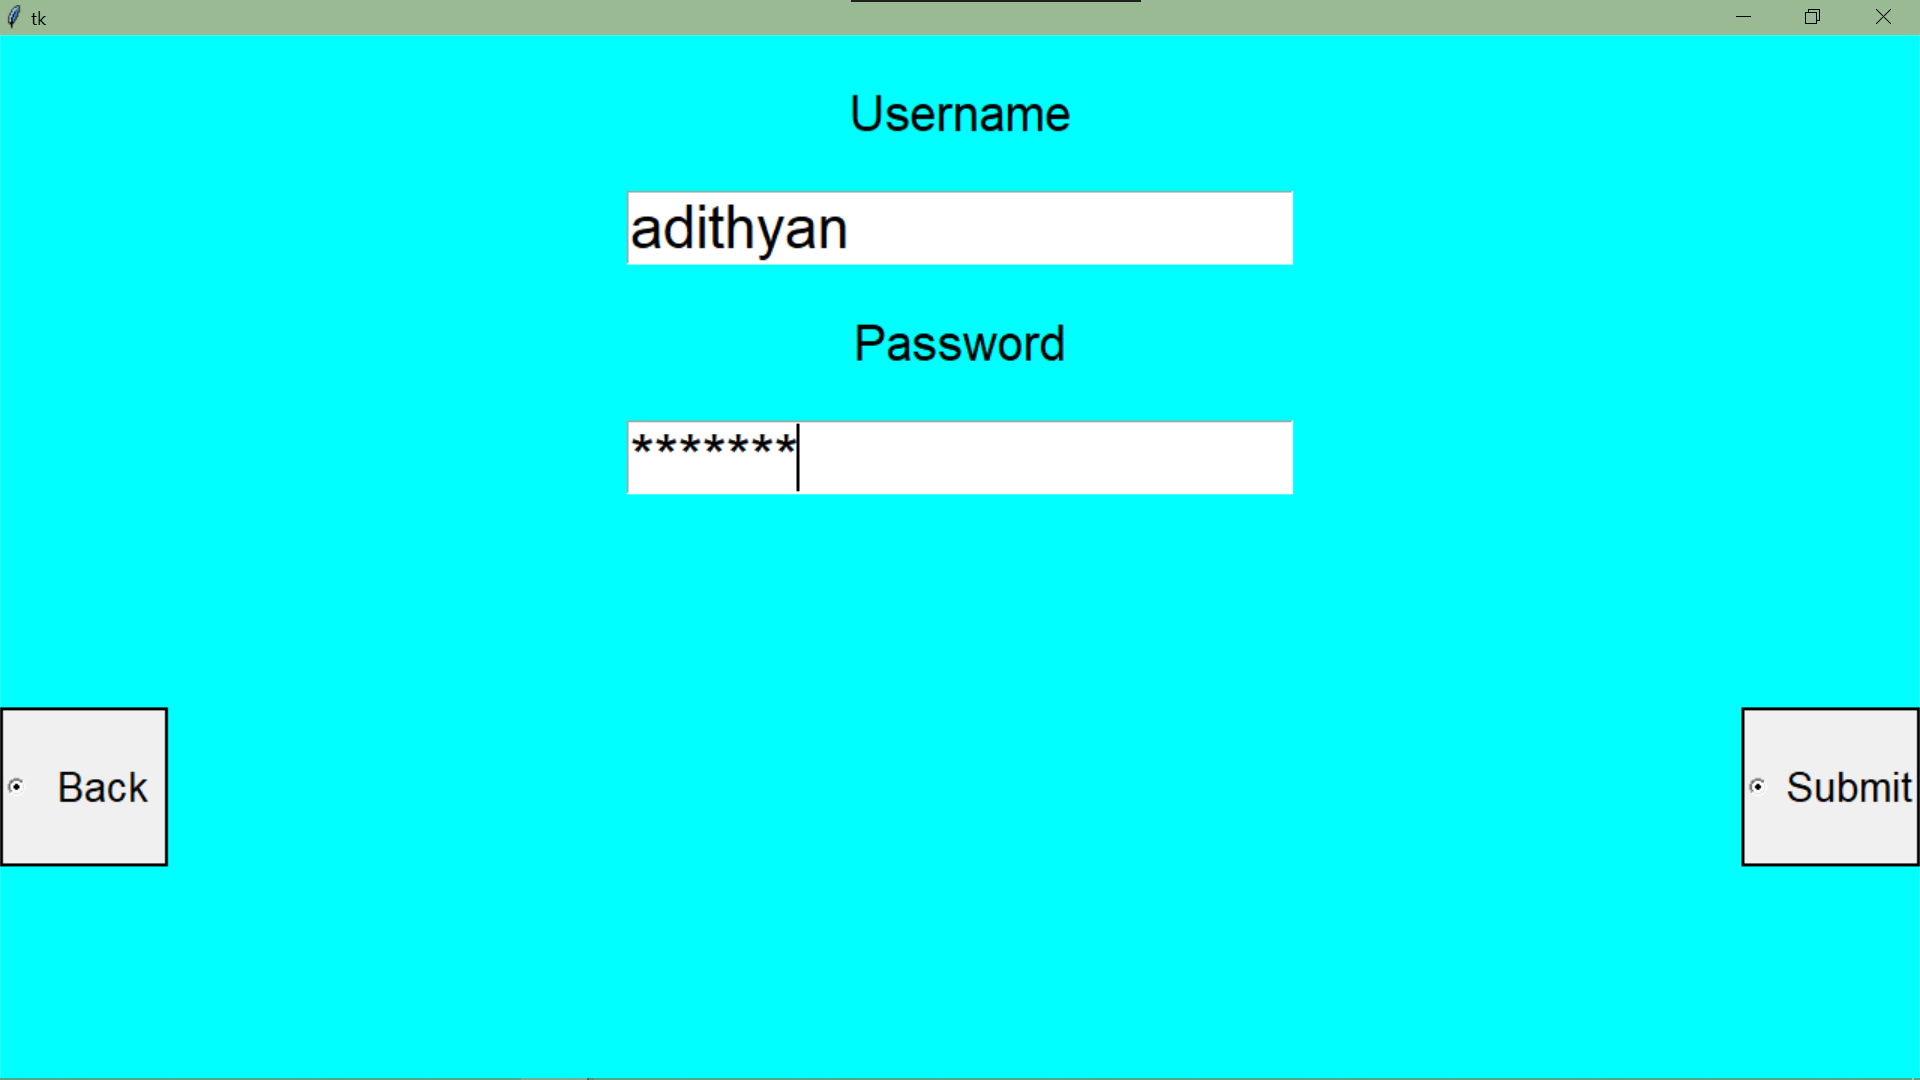 tk
Username
adithyan
Password
*******
Back
Submit